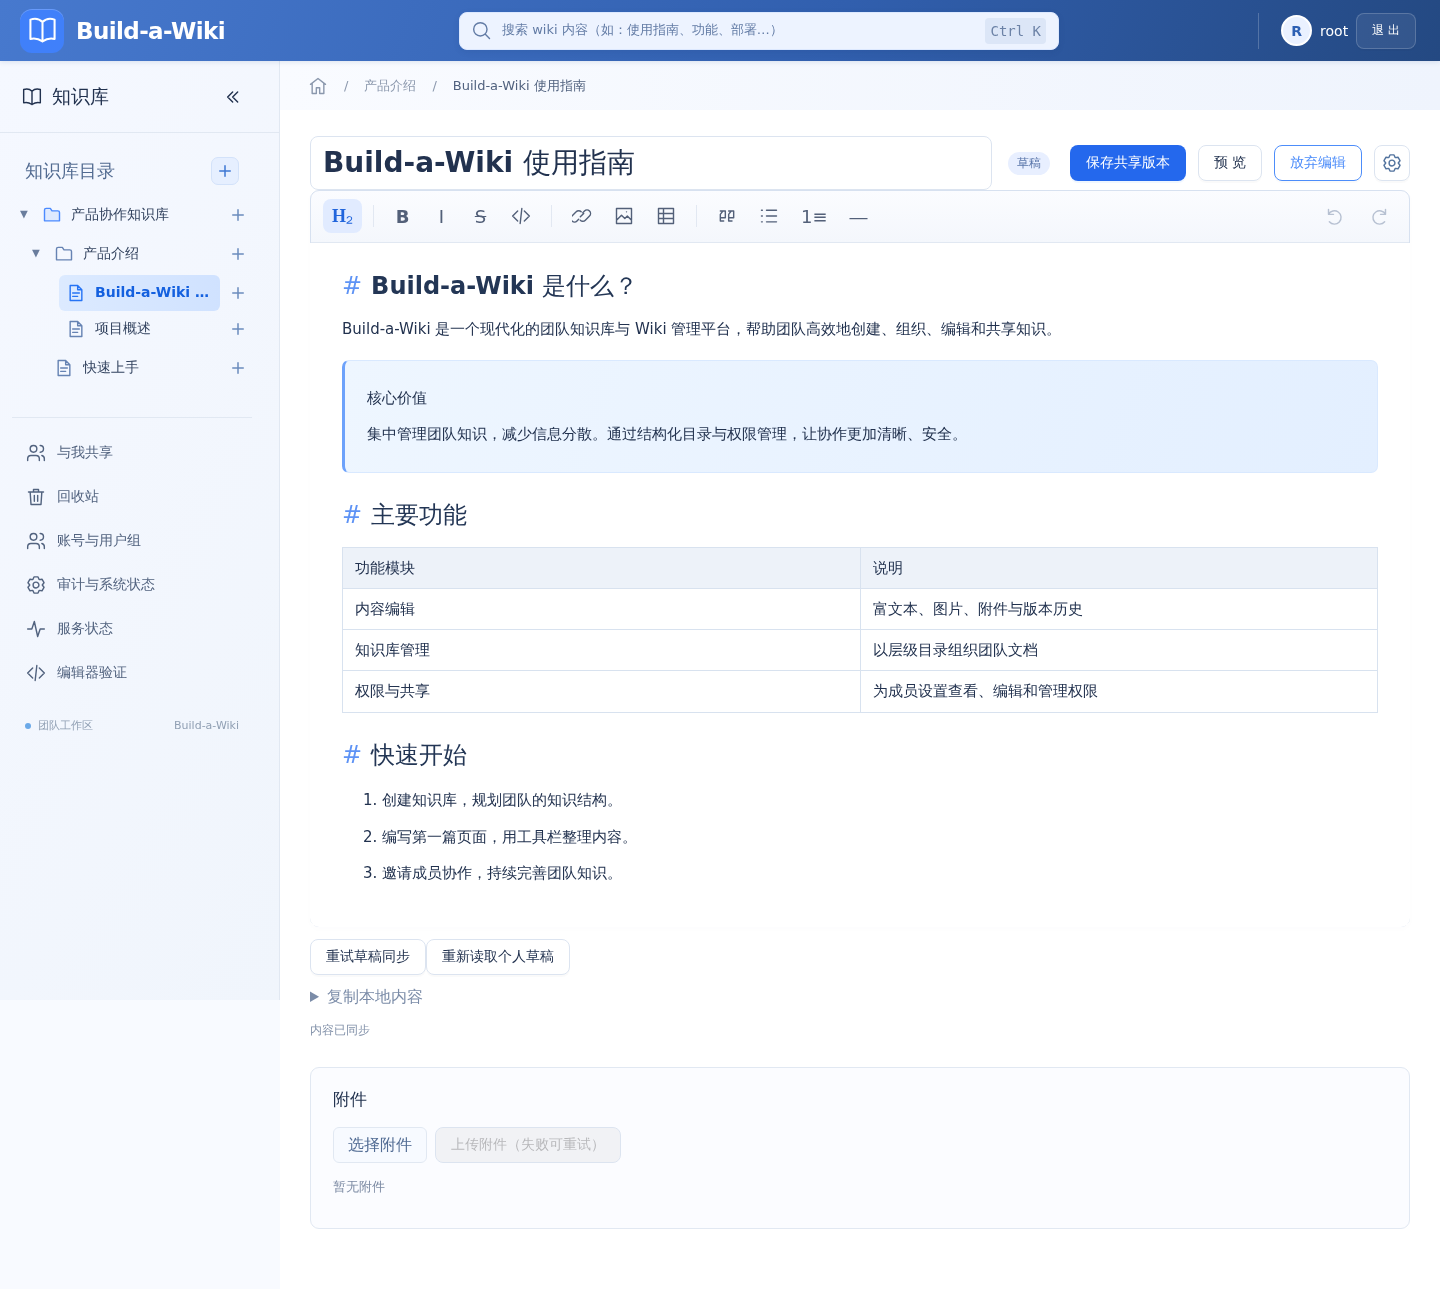 Build-a-Wiki
搜索 wiki 内容（如：使用指南、功能、部署...）
Ctrl K
R
root
退 出
知识库
/ 产品介绍 / Build-a-Wiki 使用指南
知识库目录
产品协作知识库
产品介绍
Build-a-Wiki ...
项目概述
快速上手
与我共享
回收站
账号与用户组
审计与系统状态
服务状态
编辑器验证
团队工作区
Build-a-Wiki
Build-a-Wiki 使用指南
草稿
保存共享版本
预 览
放弃编辑
H₂ B I S </> 1≡ —
# Build-a-Wiki 是什么？
Build-a-Wiki 是一个现代化的团队知识库与 Wiki 管理平台，帮助团队高效地创建、组织、编辑和共享知识。
核心价值
集中管理团队知识，减少信息分散。通过结构化目录与权限管理，让协作更加清晰、安全。
# 主要功能
功能模块 说明
内容编辑 富文本、图片、附件与版本历史
知识库管理 以层级目录组织团队文档
权限与共享 为成员设置查看、编辑和管理权限
# 快速开始
1. 创建知识库，规划团队的知识结构。
2. 编写第一篇页面，用工具栏整理内容。
3. 邀请成员协作，持续完善团队知识。
重试草稿同步
重新读取个人草稿
复制本地内容
内容已同步
附件
选择附件
上传附件（失败可重试）
暂无附件